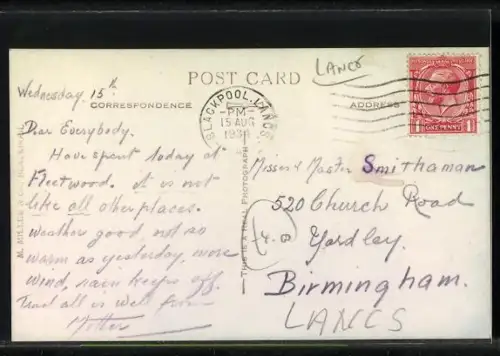 LANCS
POST CARD
Wednesday 15th
CORRESPONDENCE
ADDRESS
BLACKPOOL. LANCS
PM
15 AUG
ONE PENNY
Dear Everybody.
Have spent today at
Fleetwood. it is not
like all other places.
Weather good, not so
warm as yesterday, more
wind, rain keeps off.
Trust all is well from
Mother
THIS IS A REAL PHOTOGRAPH
Misses & Master Smithaman
520 Church Road
Yardley.
Birmingham.
LANCS